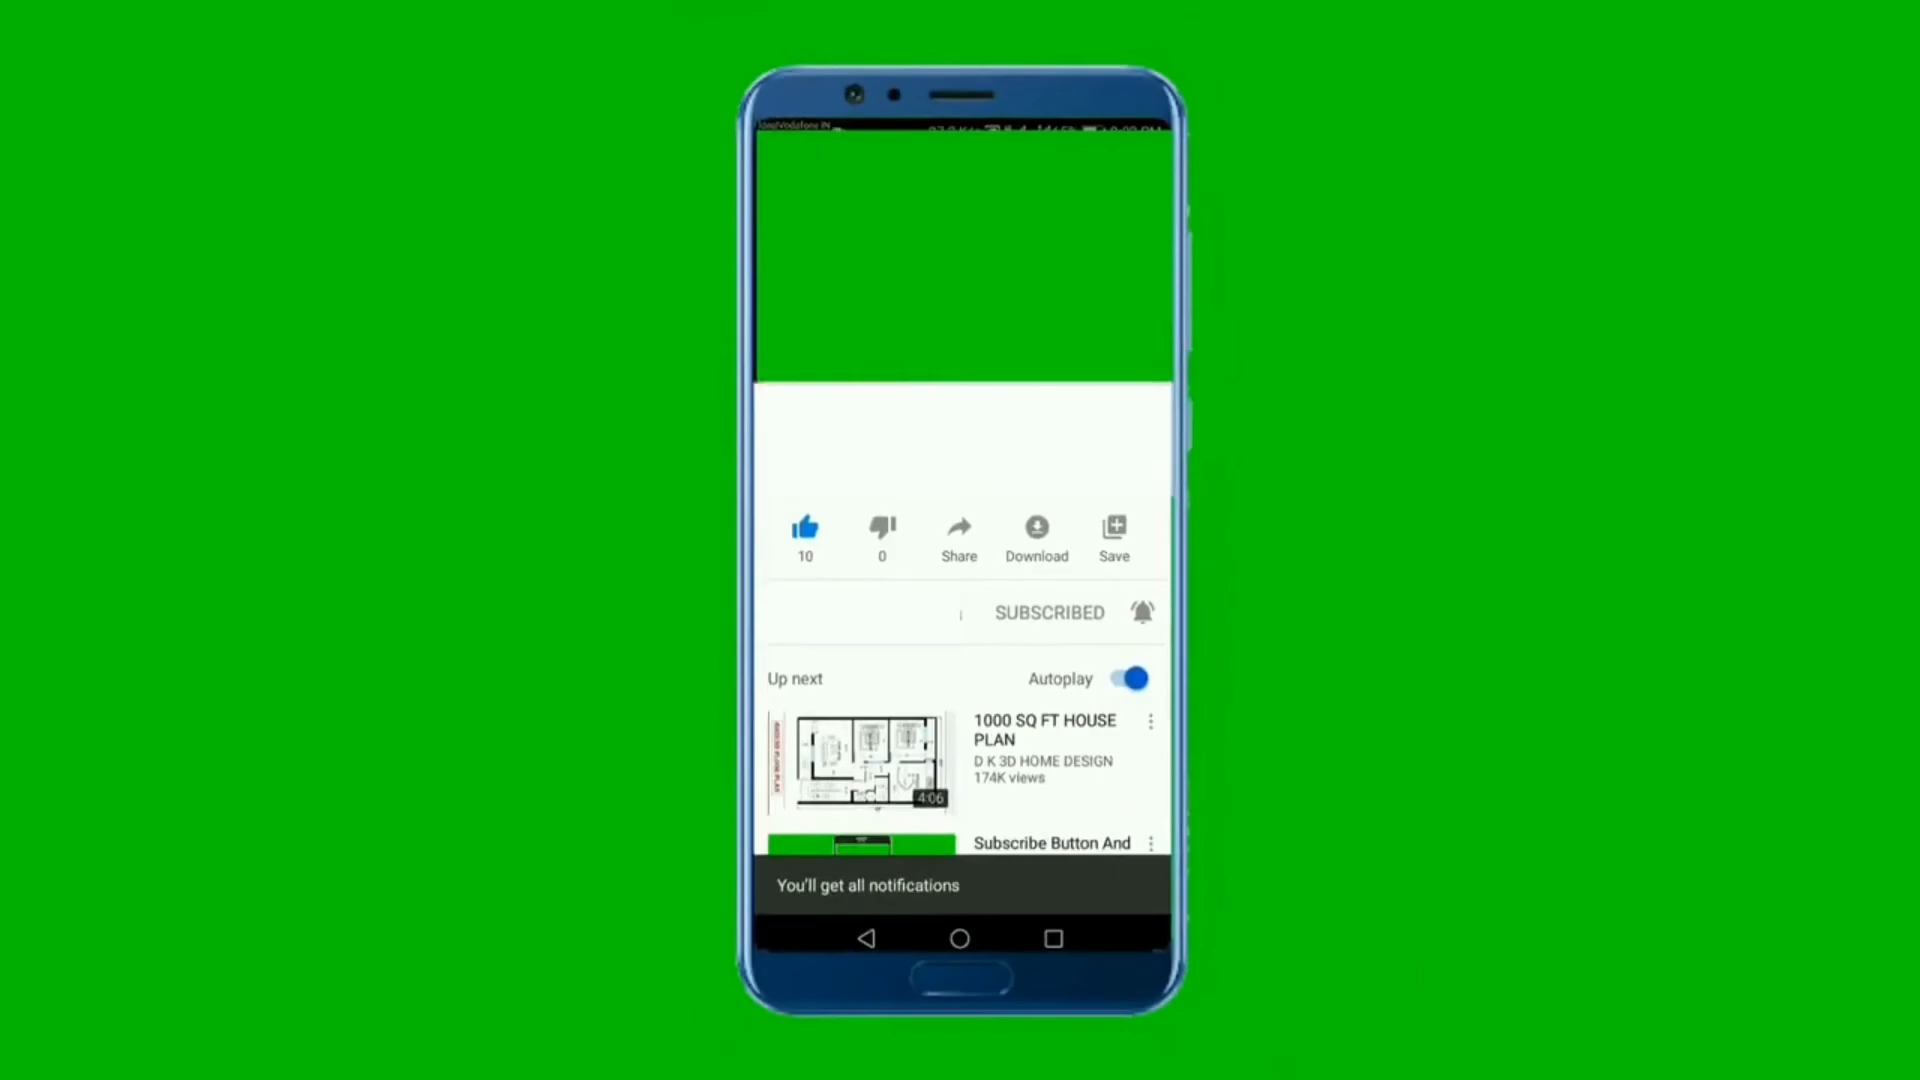 10
0
Share
Download
Save
SUBSCRIBED
Up next
Autoplay
1000 SQ FT HOUSE
PLAN
D K 3D HOME DESIGN
174K views
4:06
Subscribe Button And
You'll get all notifications